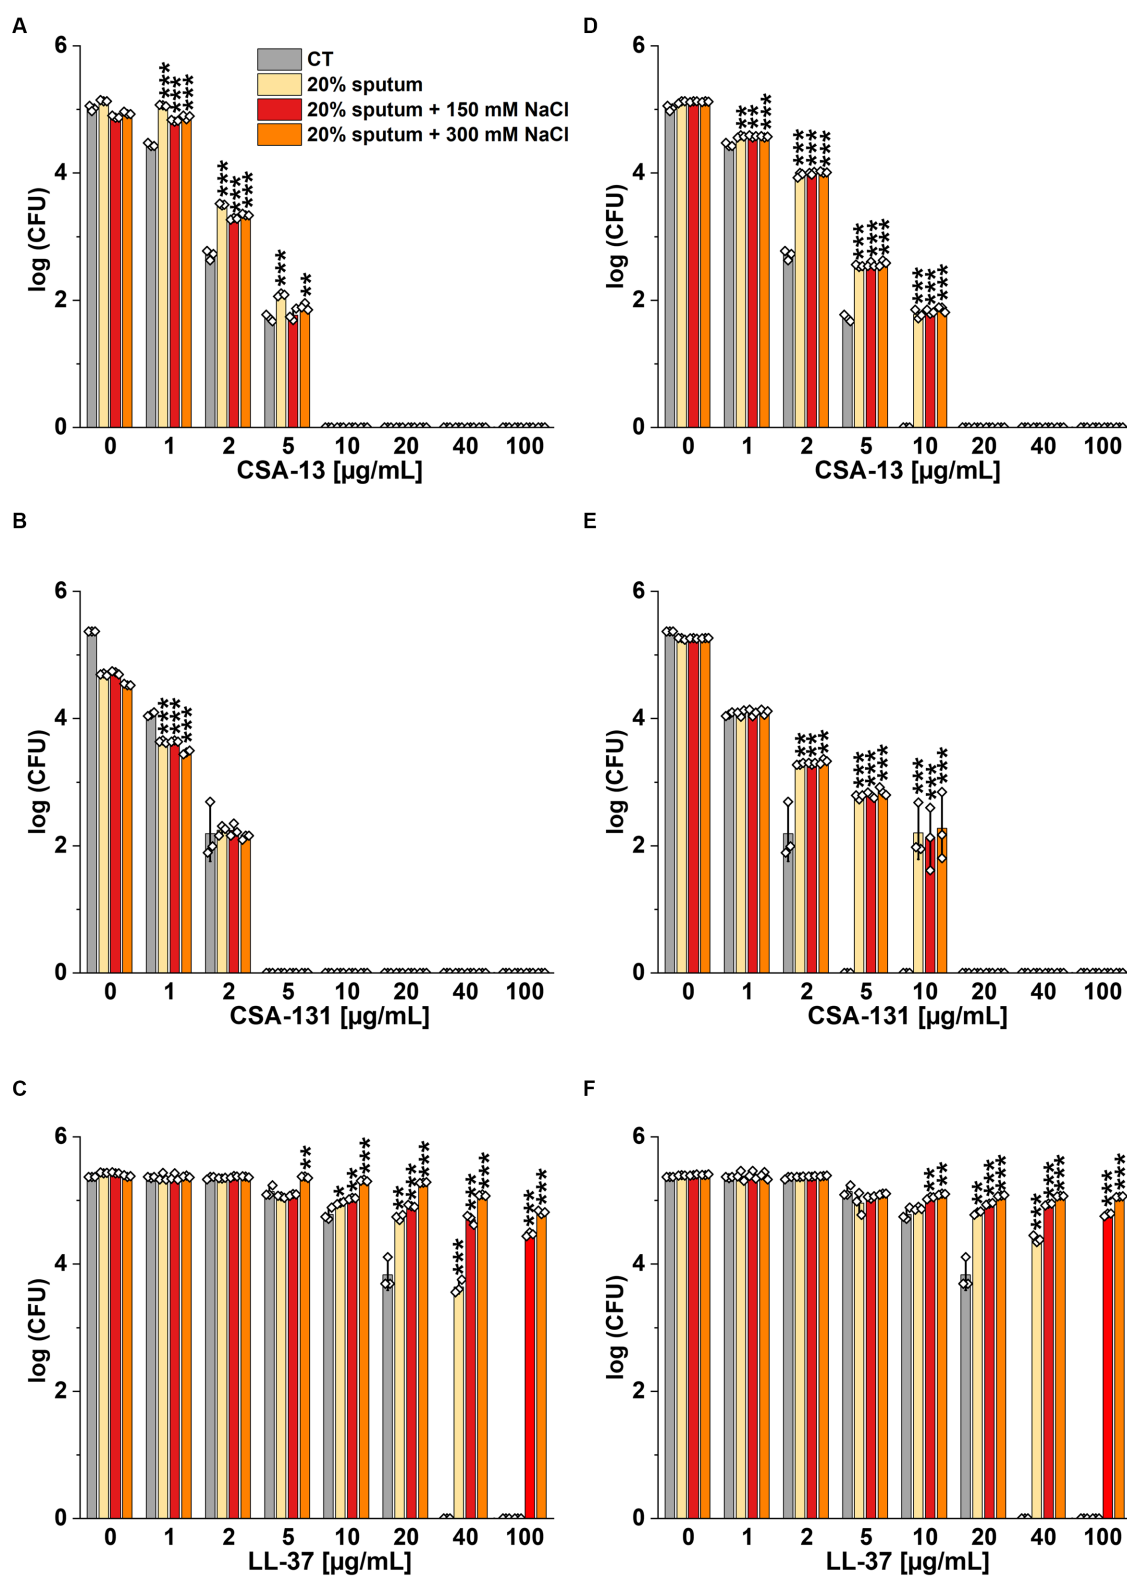 A
6
4
2
0
log (CFU)
CT
20% sputum
20% sputum + 150 mM NaCl
20% sputum + 300 mM NaCl
*** *** ***
*** *** ***
*** **
0 1 2 5 10 20 40 100
CSA-13 [µg/mL]
D
6
4
2
0
log (CFU)
** ** ***
*** *** ***
*** *** ***
*** *** ***
0 1 2 5 10 20 40 100
CSA-13 [µg/mL]
B
6
4
2
0
log (CFU)
*** *** ***
0 1 2 5 10 20 40 100
CSA-131 [µg/mL]
E
6
4
2
0
log (CFU)
** ** **
*** *** ***
*** *** ***
0 1 2 5 10 20 40 100
CSA-131 [µg/mL]
C
6
4
2
0
log (CFU)
**
* ** ***
** *** ***
*** *** ***
*** ***
0 1 2 5 10 20 40 100
LL-37 [µg/mL]
F
6
4
2
0
log (CFU)
** **
** *** ***
*** *** ***
*** ***
0 1 2 5 10 20 40 100
LL-37 [µg/mL]